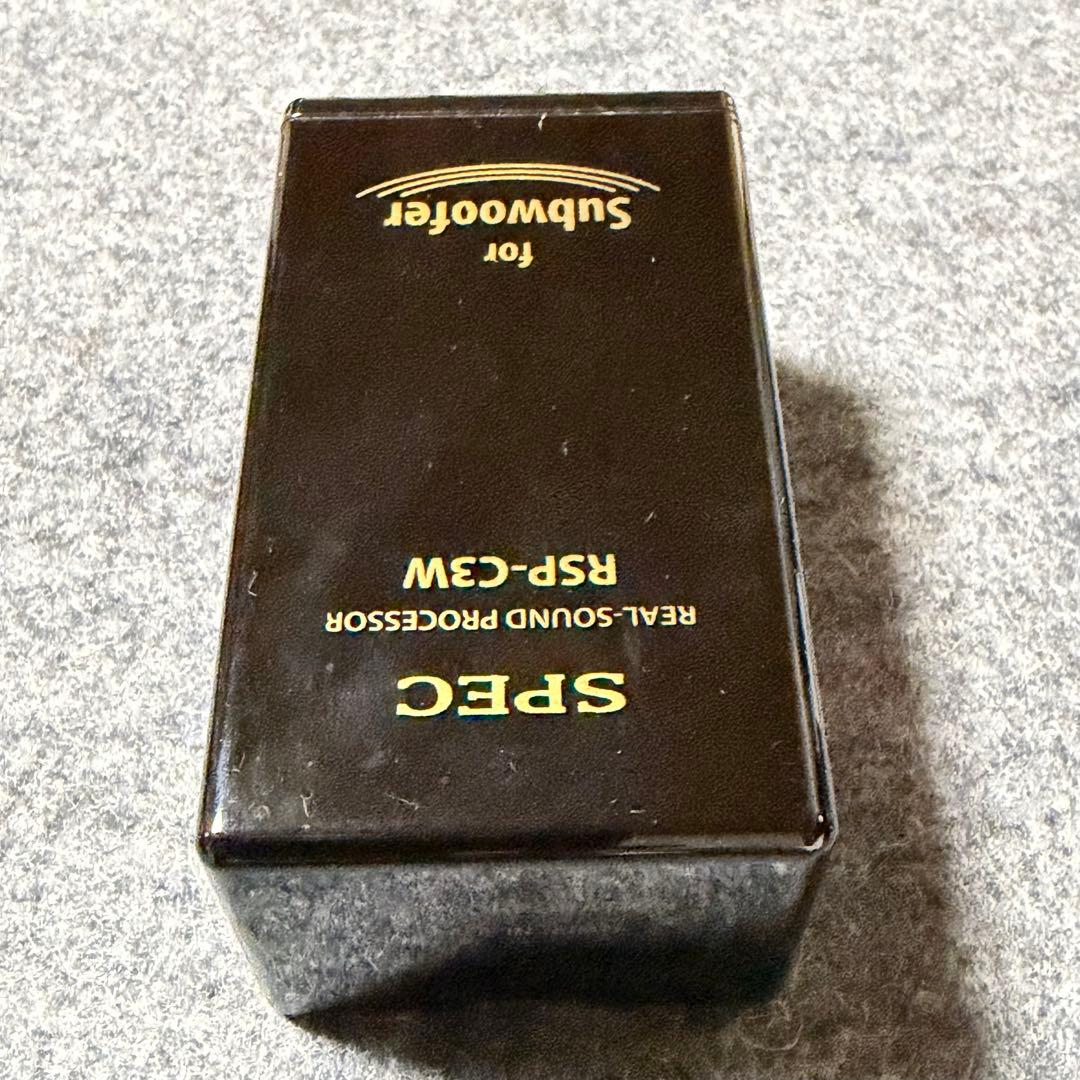 SPEC
REAL-SOUND PROCESSOR
RSP-C3W
for
Subwoofer